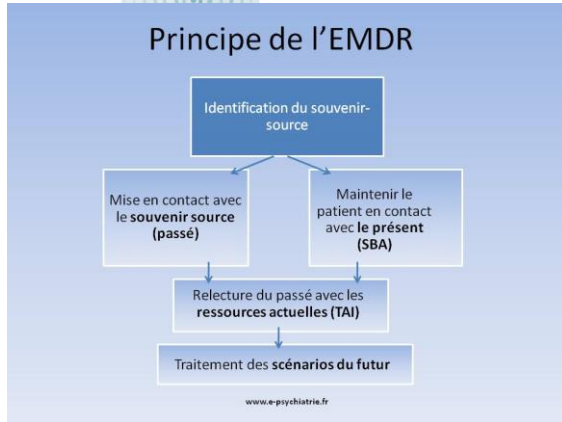 Principe de l'EMDR
Identification du souvenir-
source
Mise en contact avec
le souvenir source
(passé)
Maintenir le
patient en contact
avec le présent
(SBA)
Relecture du passé avec les
ressources actuelles (TAI)
Traitement des scénarios du futur
www.e-psychiatrie.fr